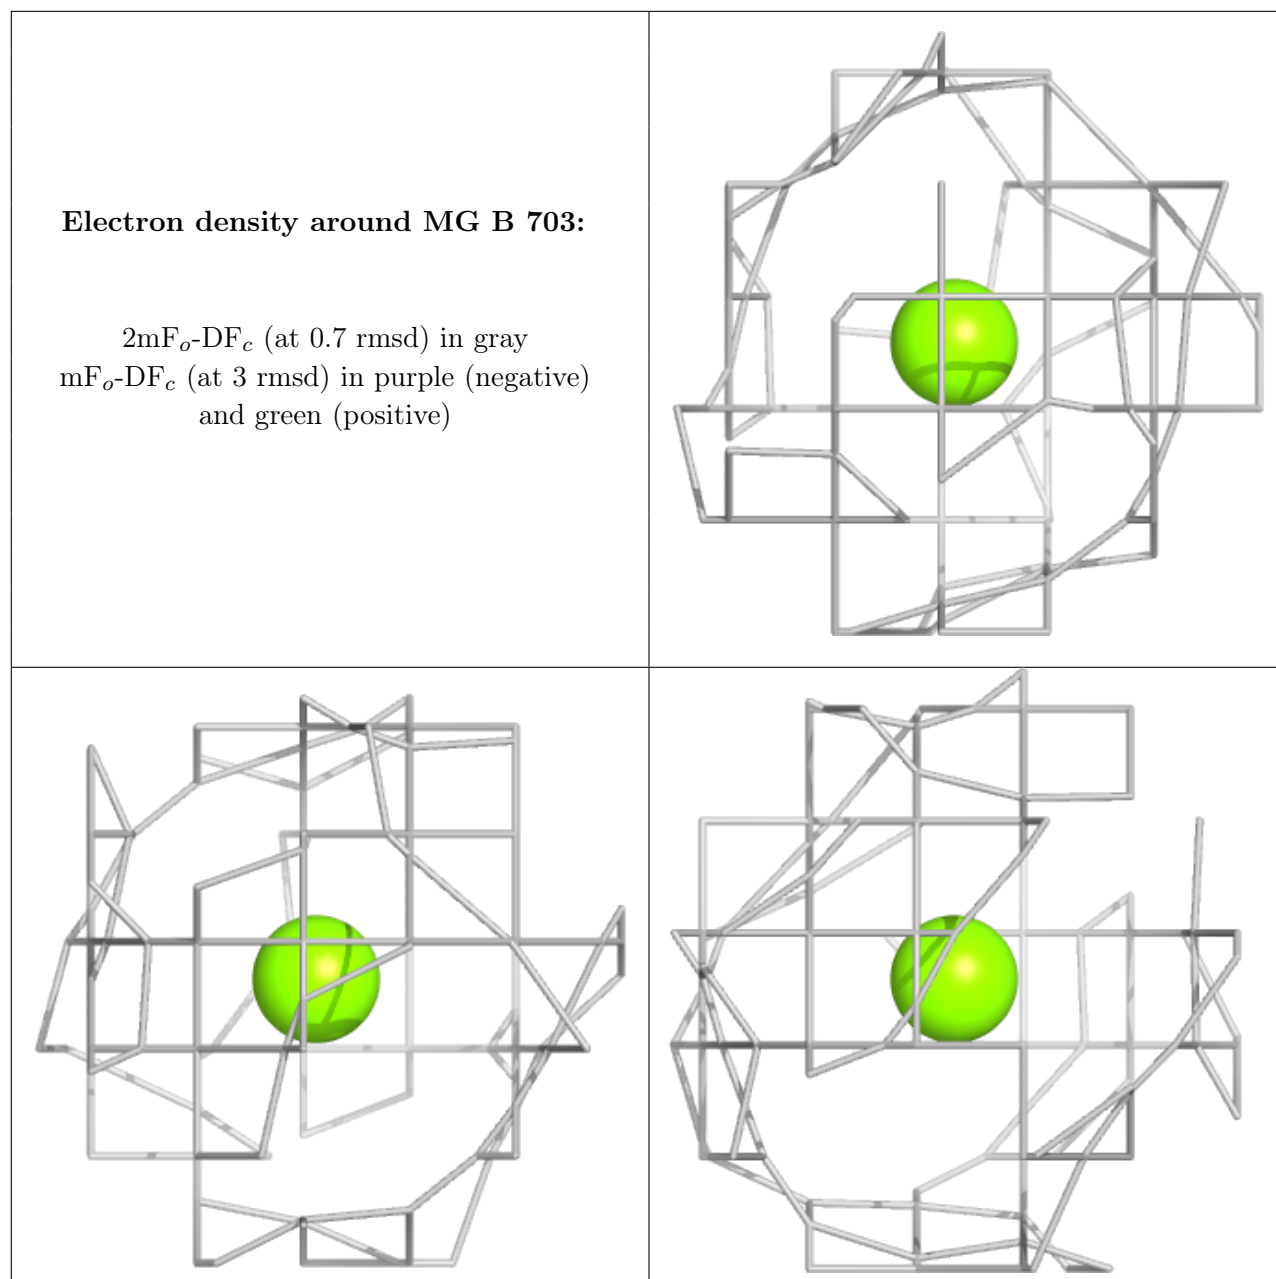 Electron density around MG B 703:
2mFo-DFc (at 0.7 rmsd) in gray
mFo-DFc (at 3 rmsd) in purple (negative)
and green (positive)